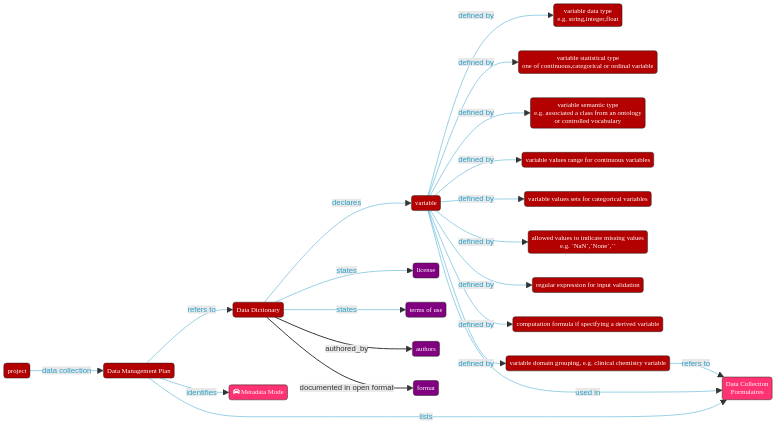 defined by
variable data type
e.g. string,integer,float
defined by
variable statistical type
one of continuous,categorical or ordinal variable
defined by
variable semantic type
e.g. associated a class from an ontology
or controlled vocabulary
defined by
variable values range for continuous variables
defined by
variable values sets for categorical variables
declares
variable
defined by
allowed values to indicate missing values
e.g. `NaN`,`None`,``
states
license
defined by
regular expression for input validation
refers to
Data Dictionary
states
terms of use
defined by
computation formula if specifying a derived variable
authored_by
authors
defined by
variable domain grouping, e.g. clinical chemistry variable
refers to
project
data collection
Data Management Plan
documented in open format
format
identifies
Metadata Mode
used in
Data Collection
Formulaires
lists